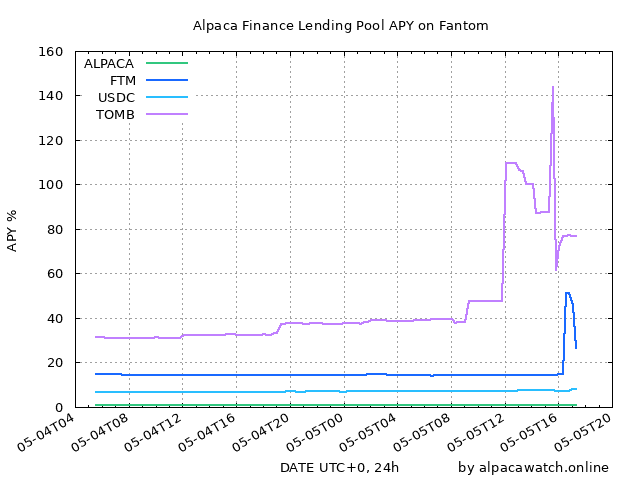 Alpaca Finance Lending Pool APY on Fantom
160
140
120
100
80
60
40
20
0
APY %
ALPACA
FTM
USDC
TOMB
05-04T04
05-04T08
05-04T12
05-04T16
05-04T20
05-05T00
05-05T04
05-05T08
05-05T12
05-05T16
05-05T20
DATE UTC+0, 24h
by alpacawatch.online